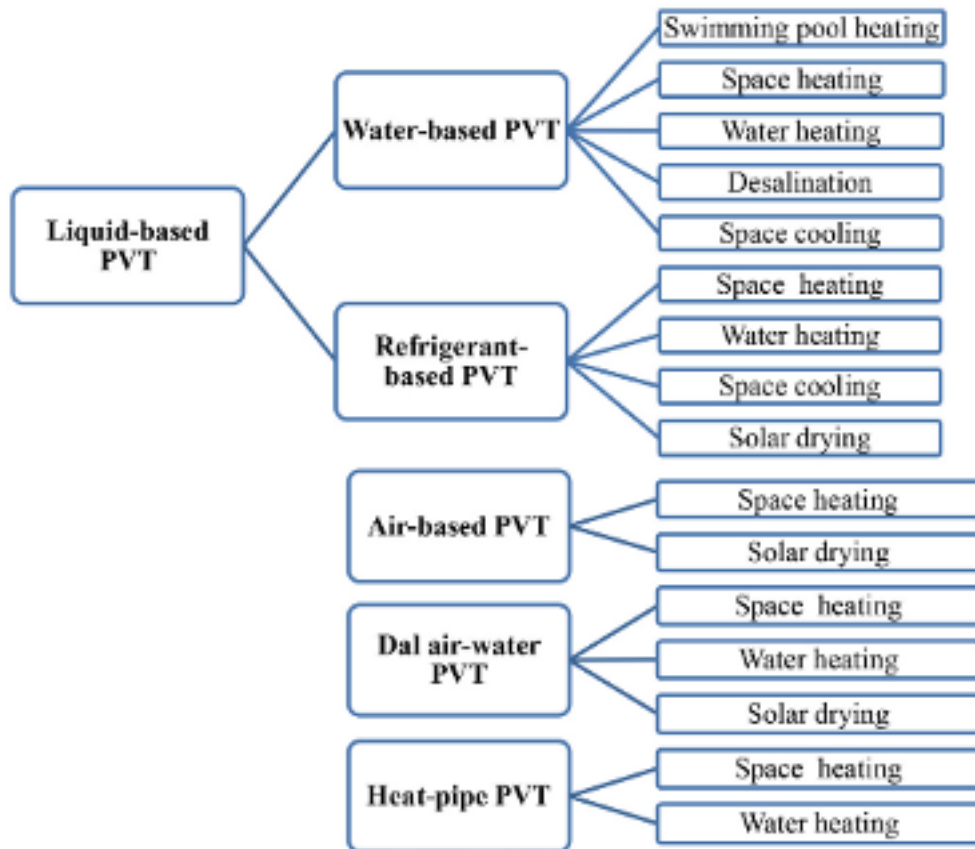 Liquid-based
PVT
Water-based PVT
Swimming pool heating
Space heating
Water heating
Desalination
Space cooling
Refrigerant-
based PVT
Space heating
Water heating
Space cooling
Solar drying
Air-based PVT
Space heating
Solar drying
Dal air-water
PVT
Space heating
Water heating
Solar drying
Heat-pipe PVT
Space heating
Water heating